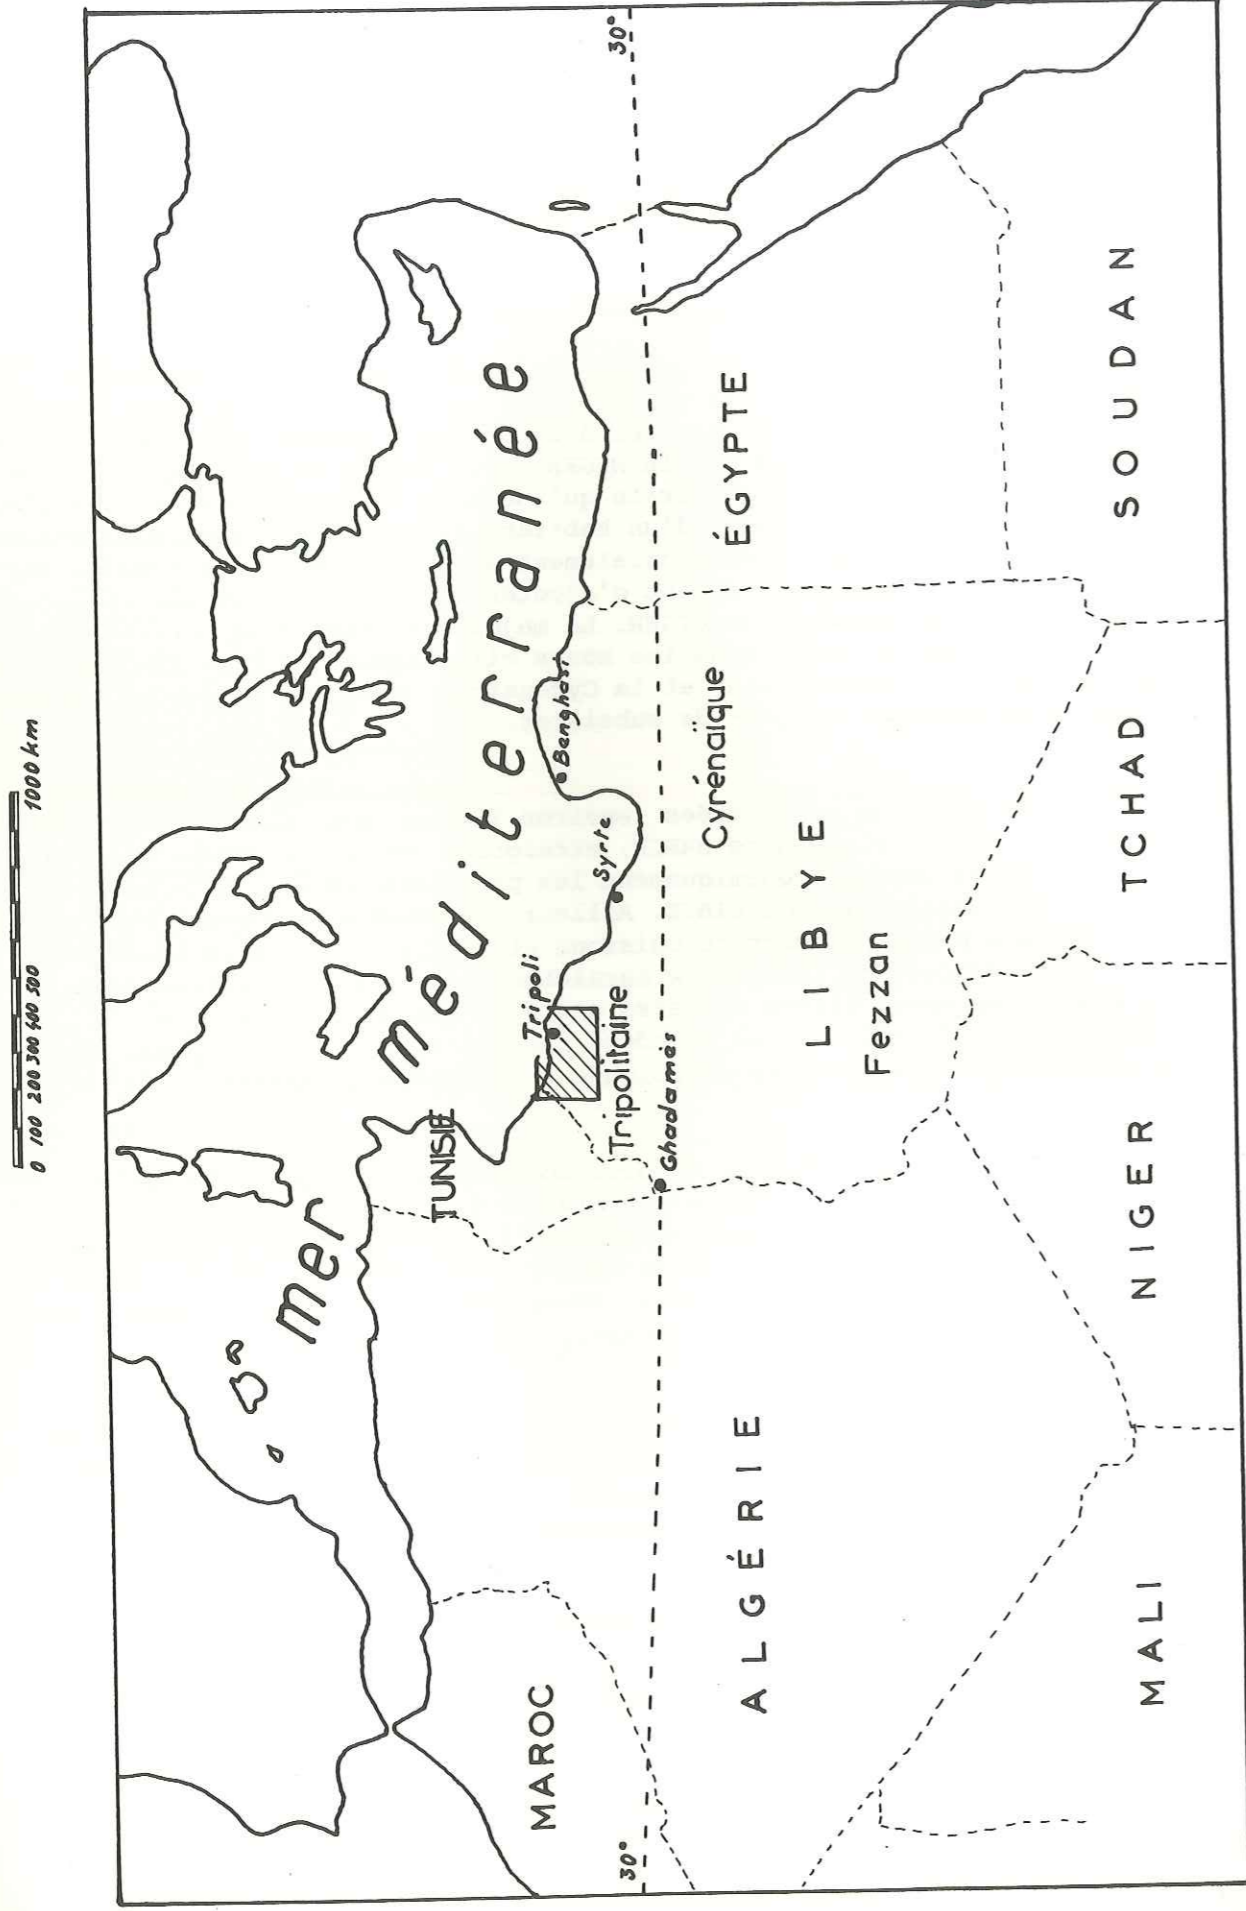 0 100 200 300 400 500 1000 km
mer méditerranée
30°
30°
MAROC
ALGÉRIE
TUNISIE
Tripoli
Tripolitaine
Ghadamès
Syrte
Benghasi
Cyrénaïque
LIBYE
Fezzan
ÉGYPTE
MALI
NIGER
TCHAD
SOUDAN